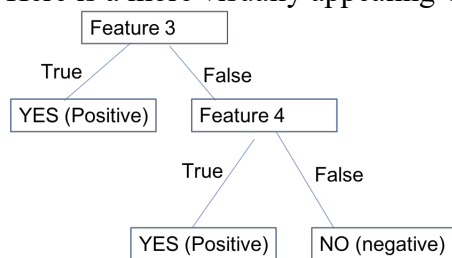 Feature 3
True
False
YES (Positive)
Feature 4
True
False
YES (Positive)
NO (negative)